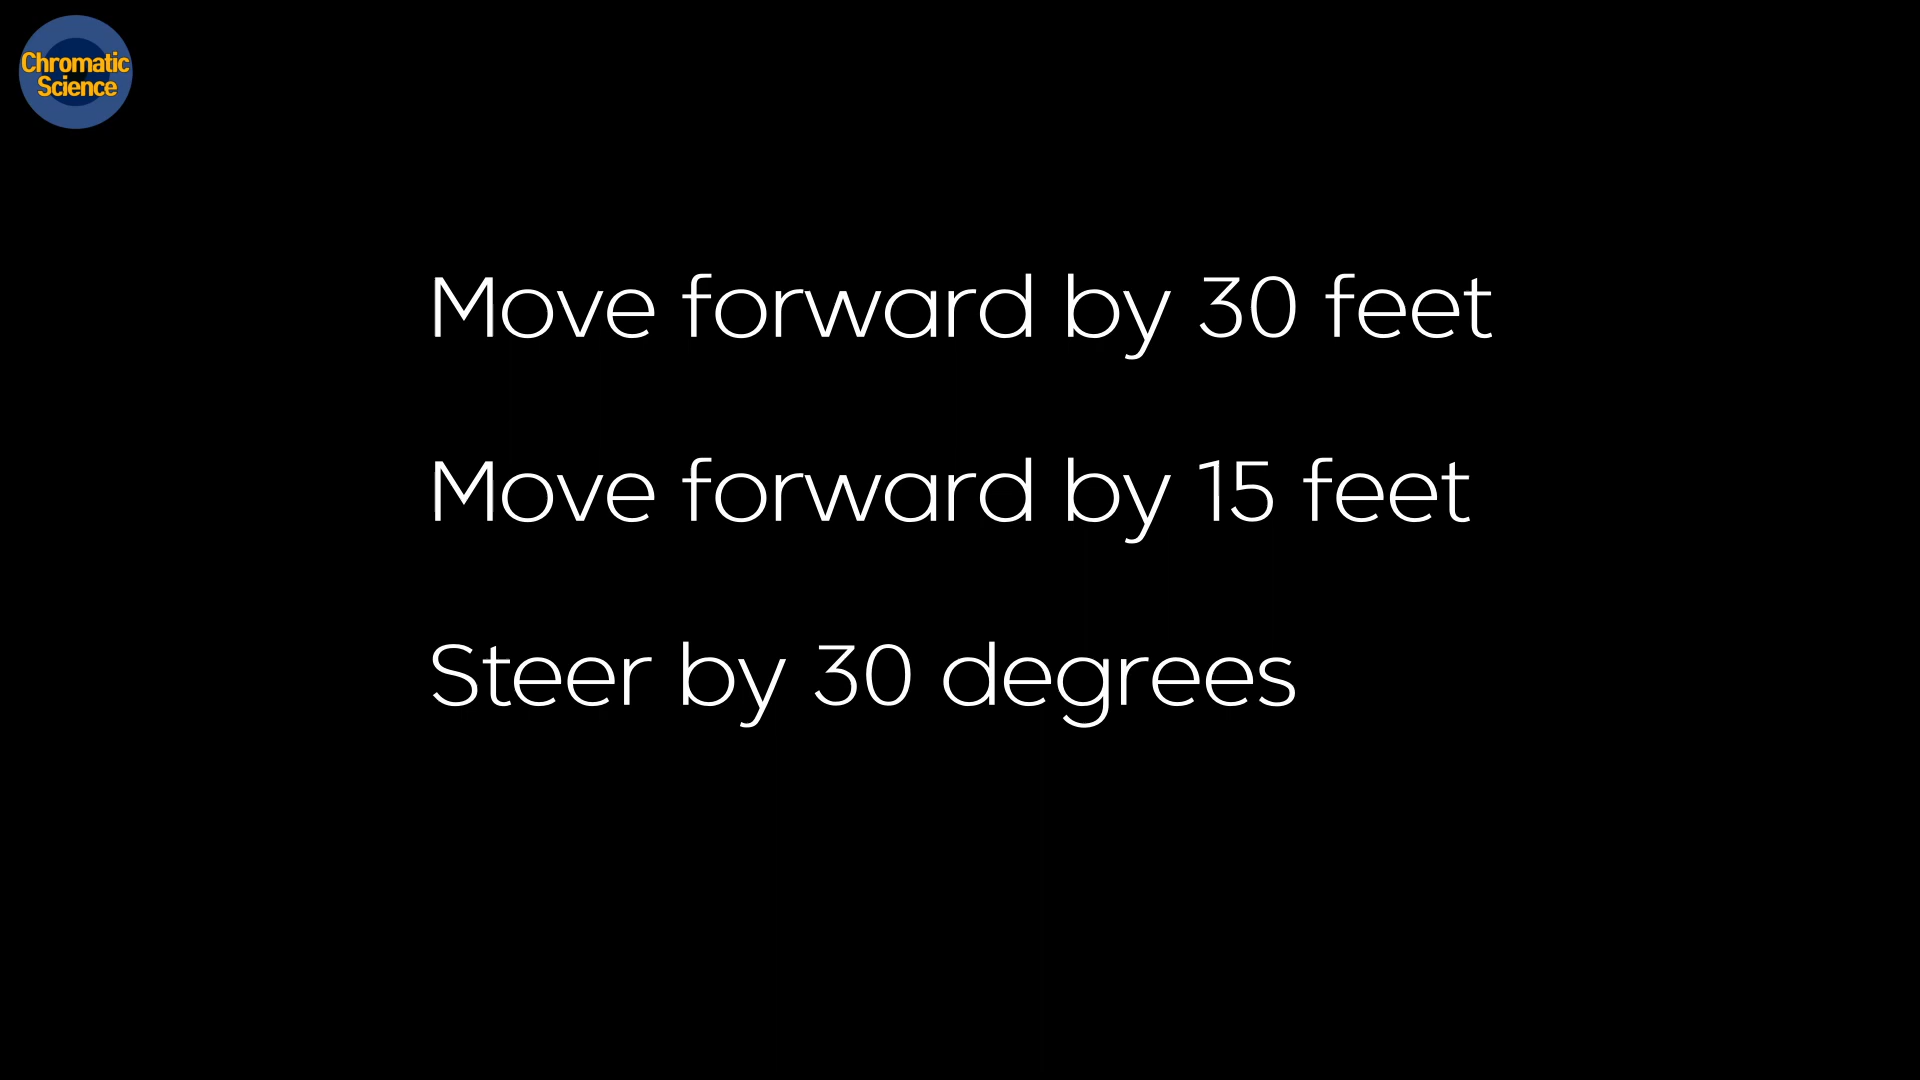 Chromatic
Science
Move forward by 30 feet
Move forward by 15 feet
Steer by 30 degrees